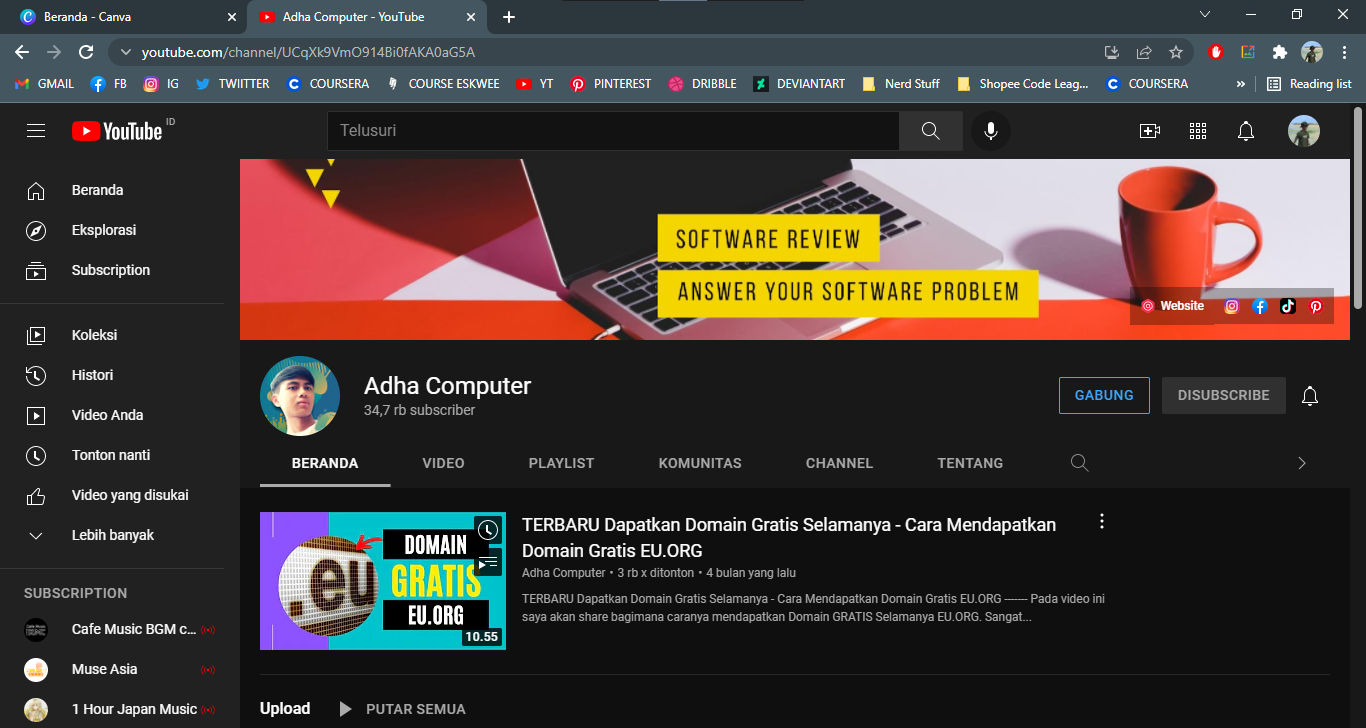 Beranda - Canva
Adha Computer - YouTube
youtube.com/channel/UCqXk9VmO914Bi0fAKA0aG5A
GMAIL
FB
IG
TWIITTER
COURSERA
COURSE ESKWEE
YT
PINTEREST
DRIBBLE
DEVIANTART
Nerd Stuff
Shopee Code Leag...
COURSERA
»
Reading list
YouTube ID
Telusuri
Beranda
Eksplorasi
Subscription
Koleksi
Histori
Video Anda
Tonton nanti
Video yang disukai
Lebih banyak
SUBSCRIPTION
Cafe Music BGM c...
Muse Asia
1 Hour Japan Music
SOFTWARE REVIEW
ANSWER YOUR SOFTWARE PROBLEM
Website
Adha Computer
34,7 rb subscriber
GABUNG
DISUBSCRIBE
BERANDA
VIDEO
PLAYLIST
KOMUNITAS
CHANNEL
TENTANG
.eu
DOMAIN
GRATIS
EU.ORG
10.55
TERBARU Dapatkan Domain Gratis Selamanya - Cara Mendapatkan
Domain Gratis EU.ORG
Adha Computer • 3 rb x ditonton • 4 bulan yang lalu
TERBARU Dapatkan Domain Gratis Selamanya - Cara Mendapatkan Domain Gratis EU.ORG ------- Pada video ini
saya akan share bagimana caranya mendapatkan Domain GRATIS Selamanya EU.ORG. Sangat...
Upload
PUTAR SEMUA